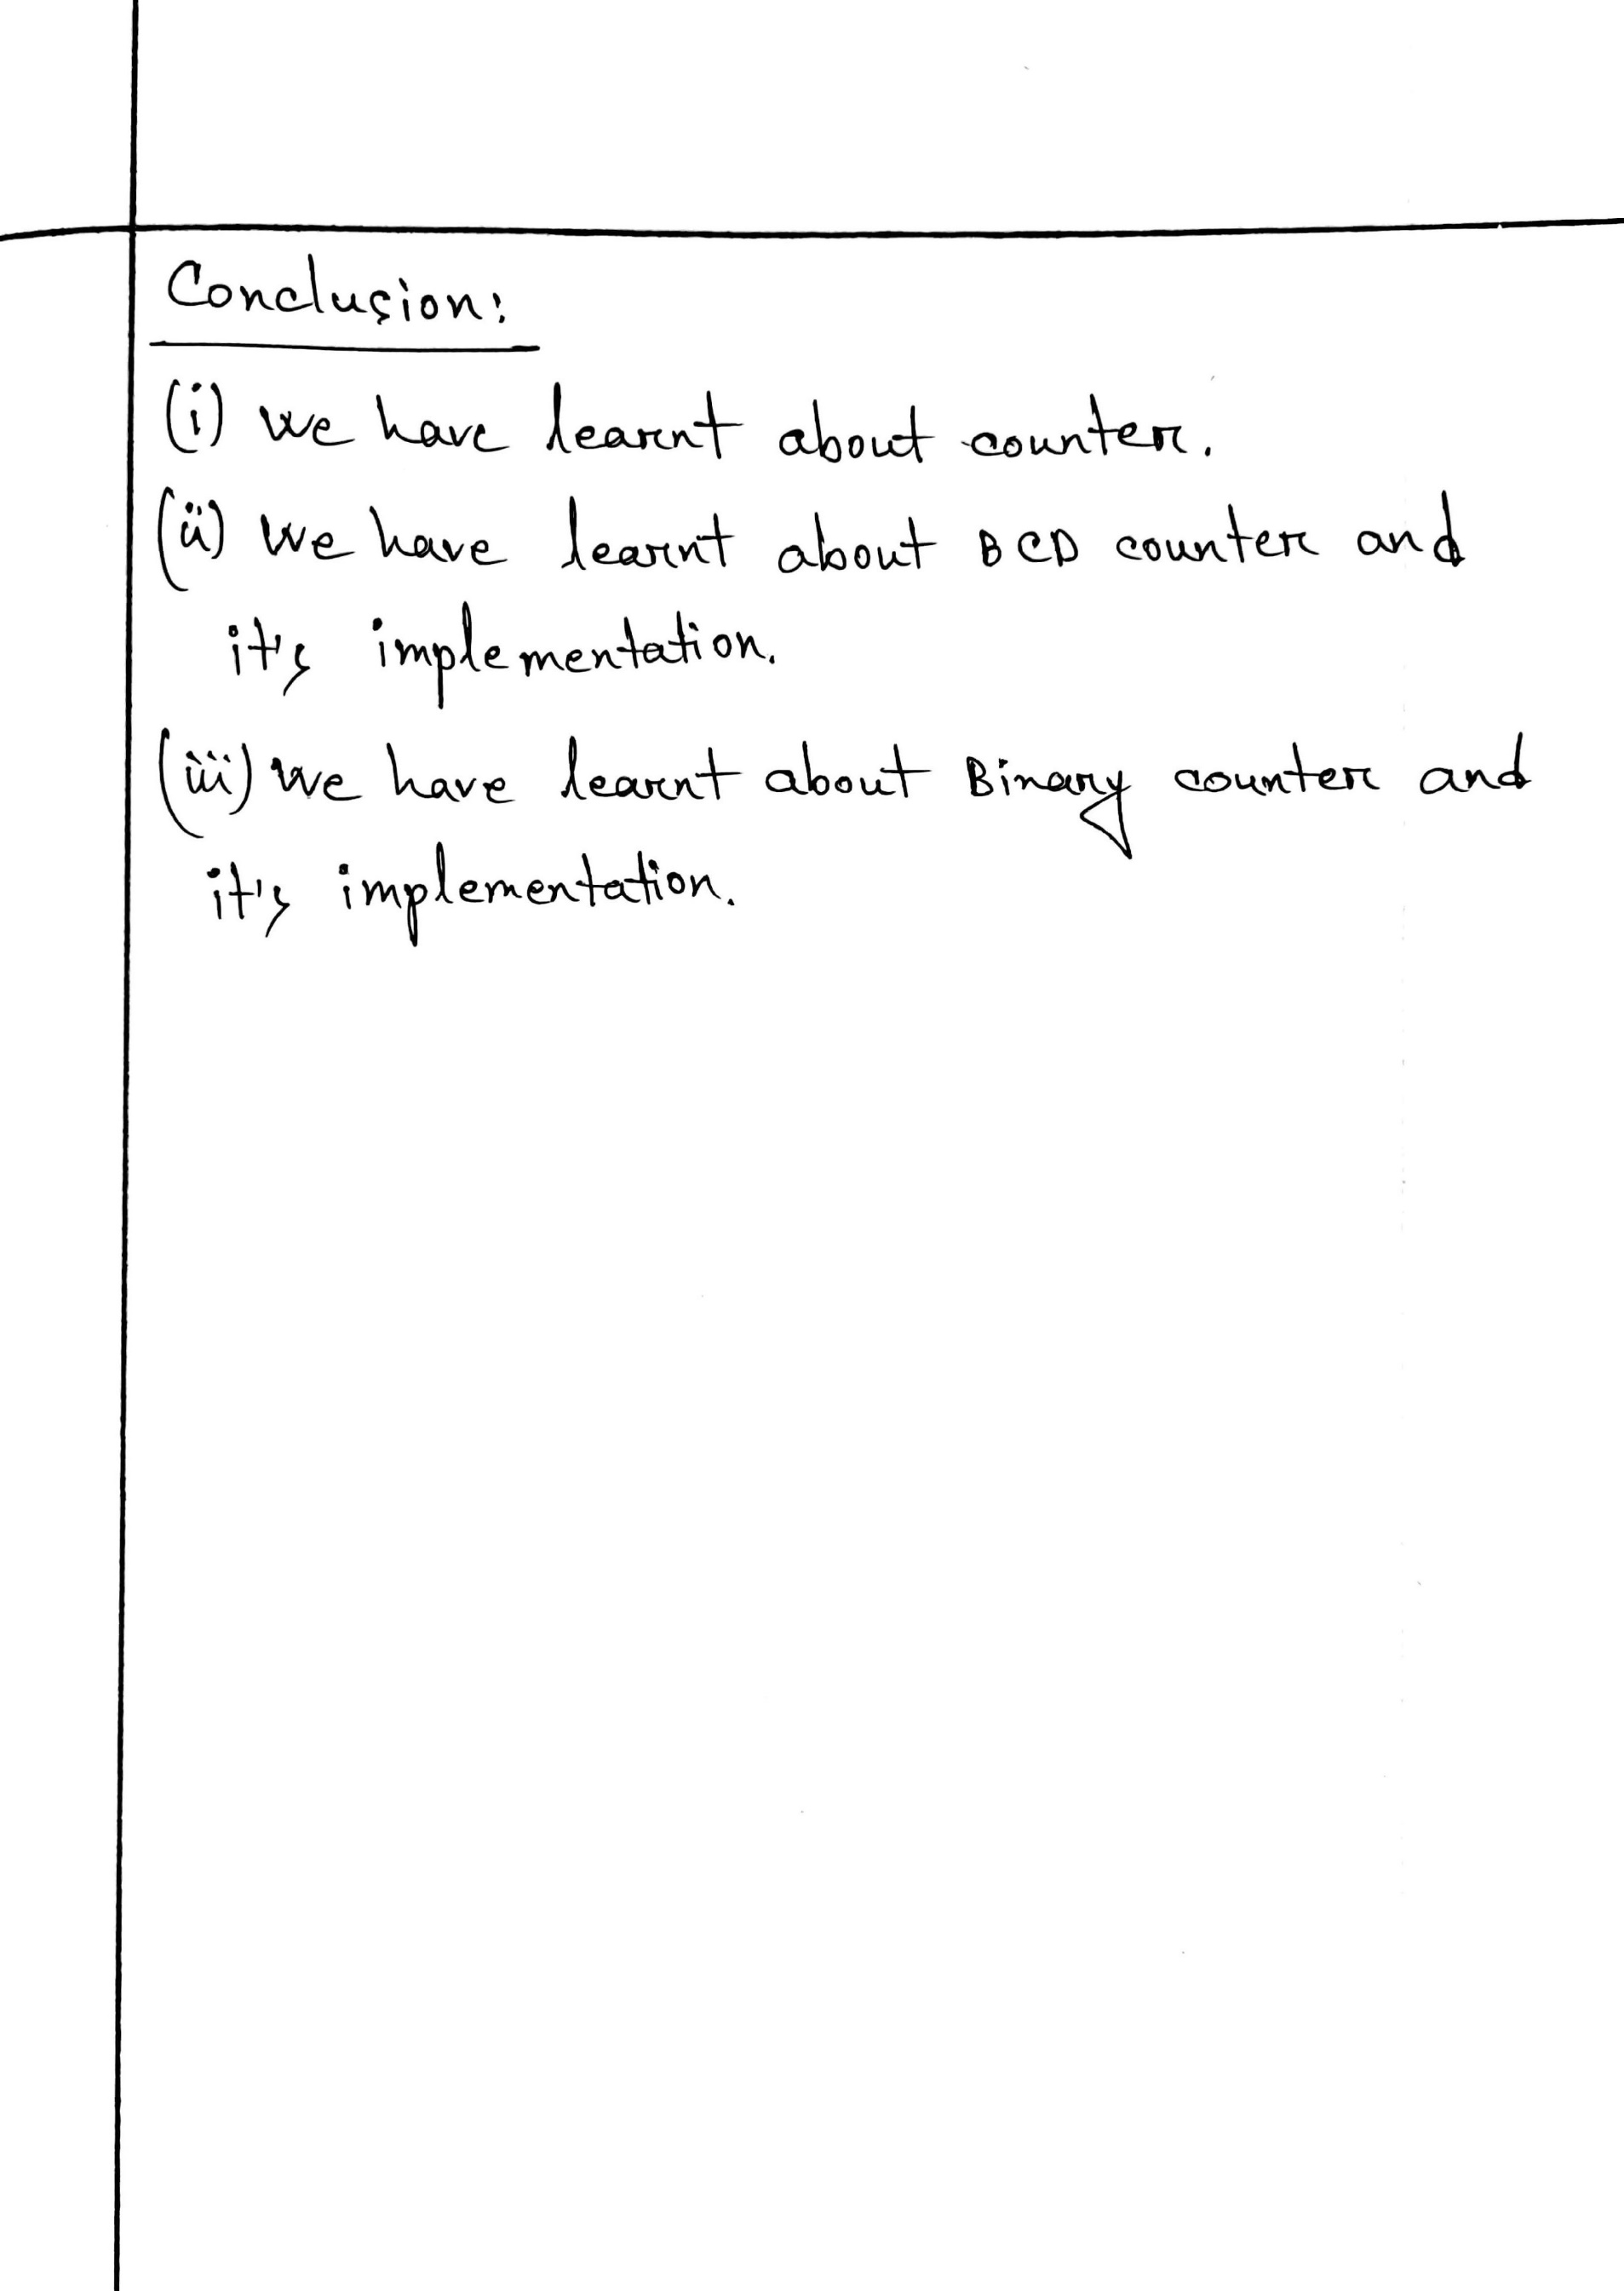 Conclusion:
(i) We have learnt about counter.
(ii) We have learnt about BCD counter and
it's implementation.
(iii) We have learnt about Binary counter and
it's implementation.